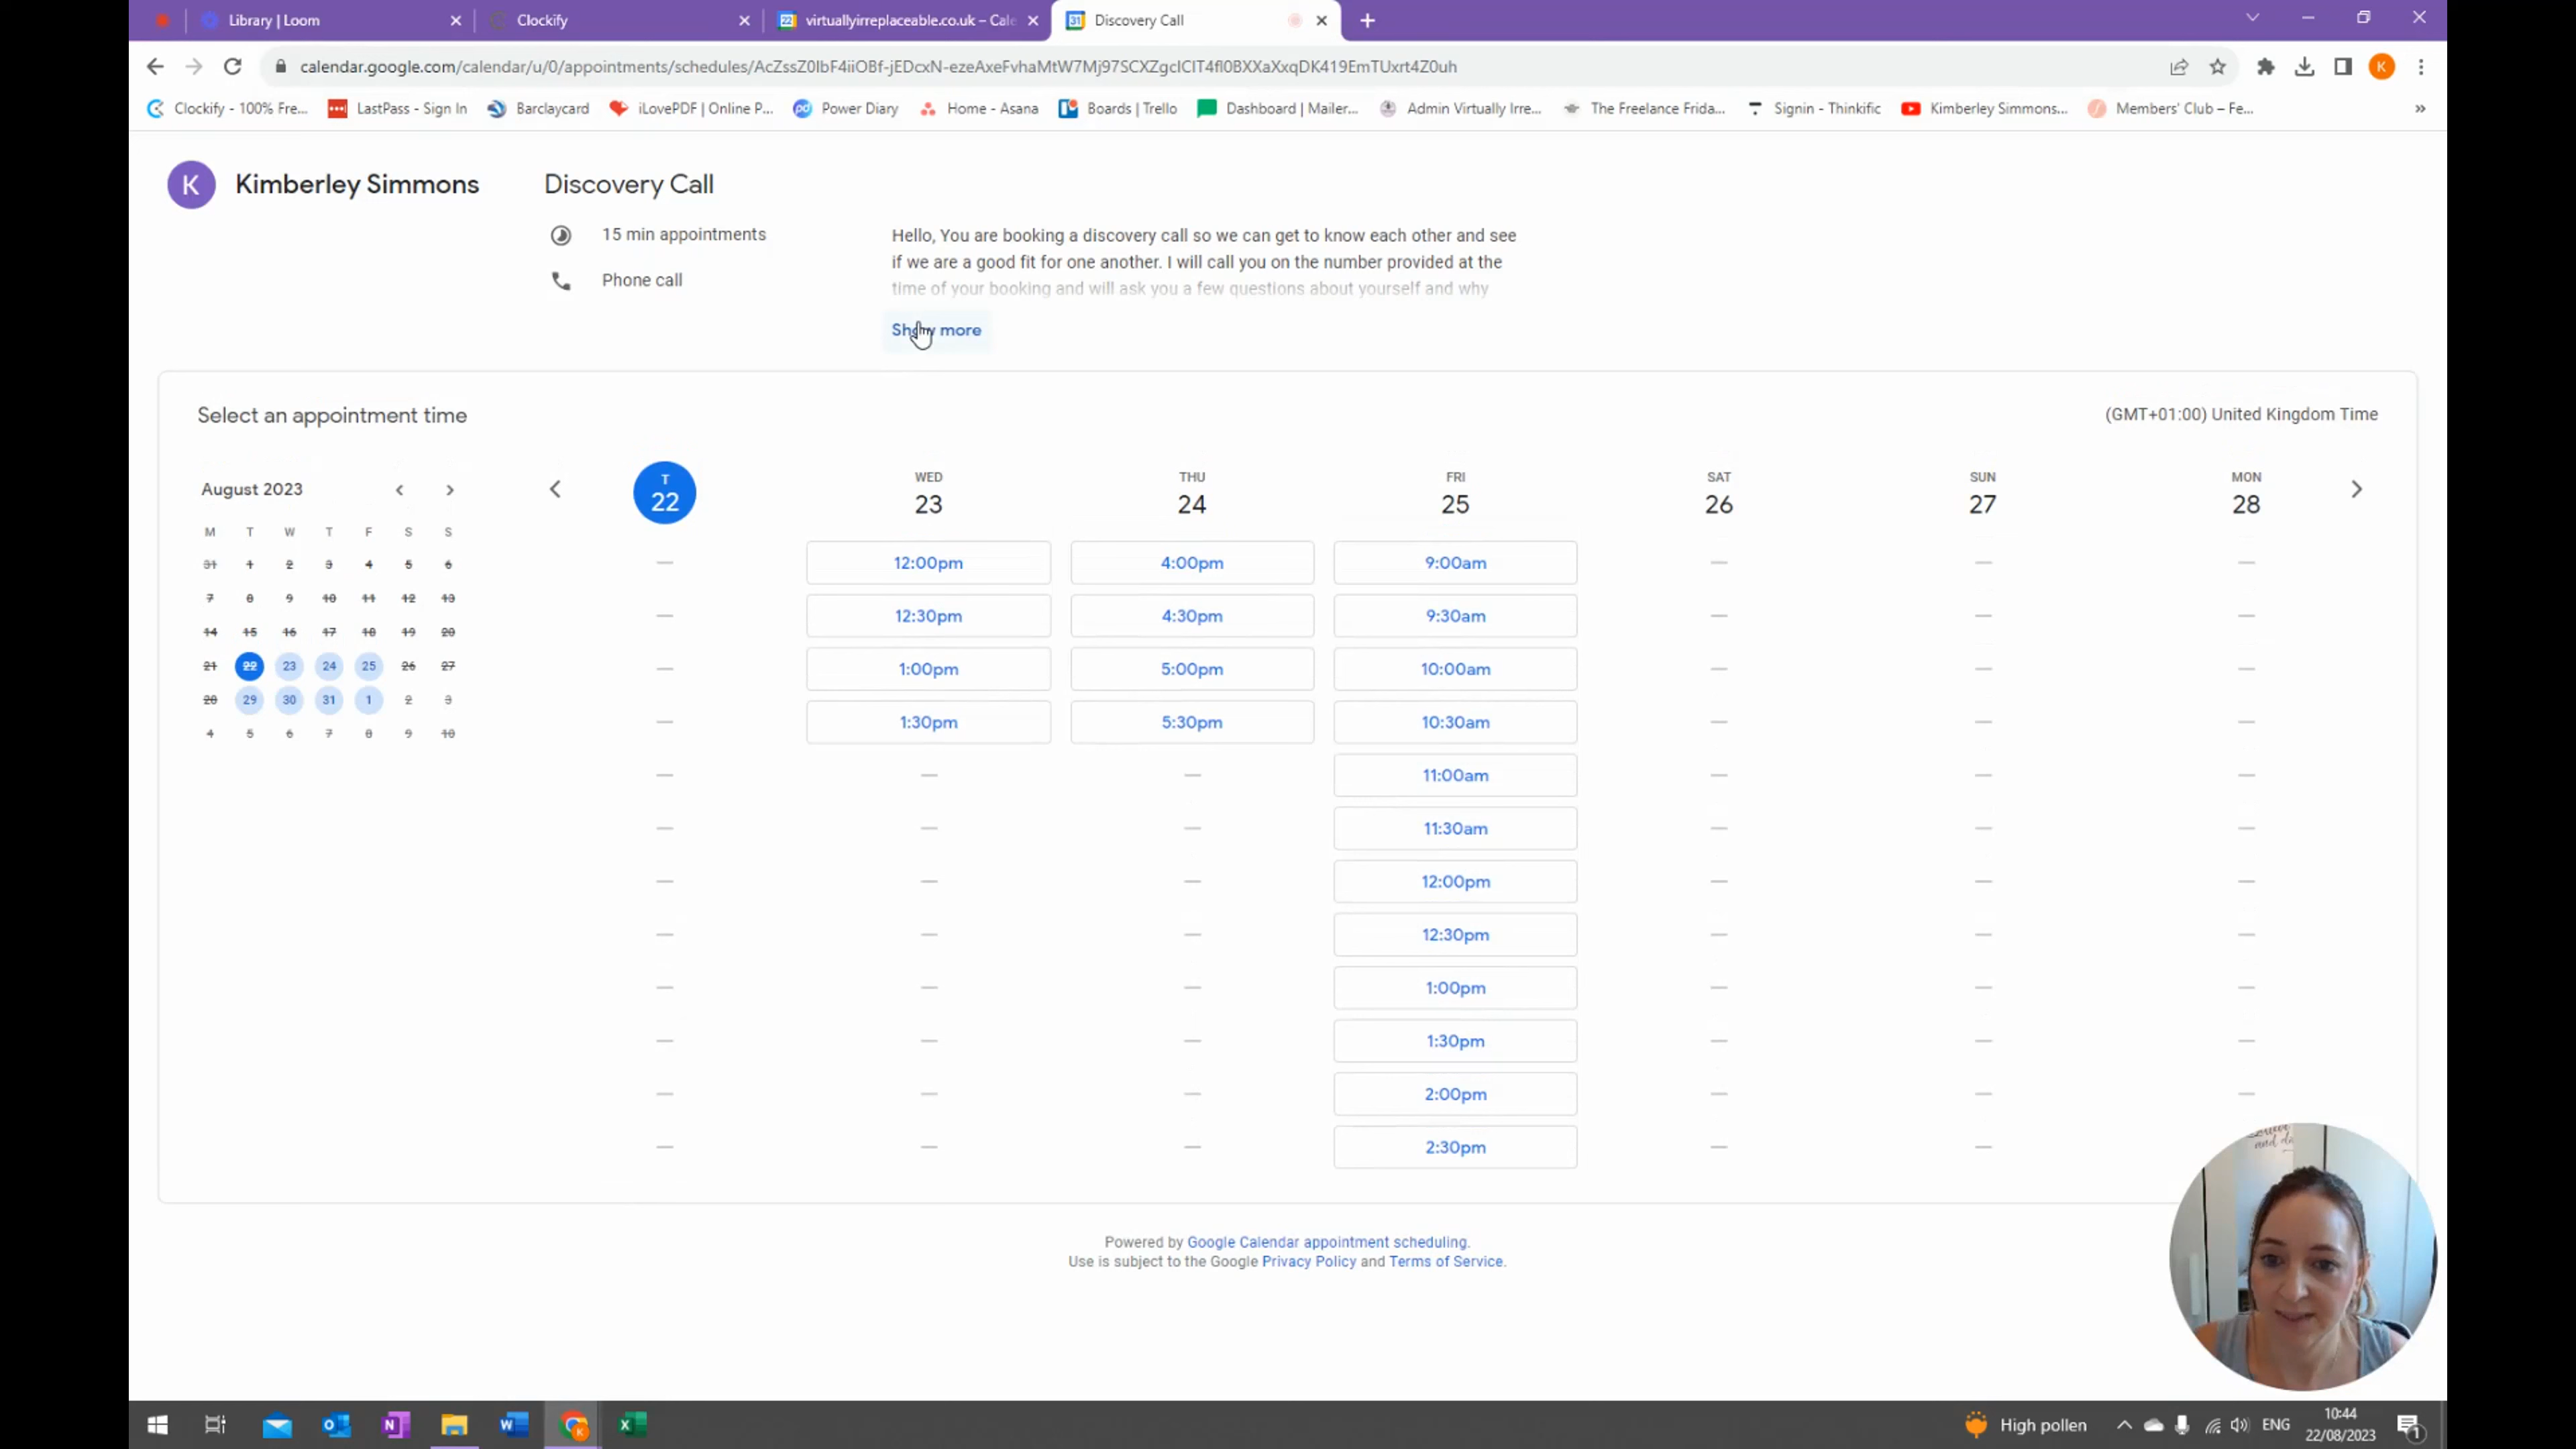 Library | Loom
Clockify
virtuallyirreplaceable.co.uk – Cale
Discovery Call
calendar.google.com/calendar/u/0/appointments/schedules/AcZssZ0IbF4iiOBf-jEDcxN-ezeAxeFvhaMtW7Mj97SCXZgcICIT4fl0BXXaXxqDK419EmTUxrt4Z0uh
Clockify - 100% Fre...
LastPass - Sign In
Barclaycard
iLovePDF | Online P...
Power Diary
Home - Asana
Boards | Trello
Dashboard | Mailer...
Admin Virtually Irre...
The Freelance Frida...
Signin - Thinkific
Kimberley Simmons...
Members' Club – Fe...
K Kimberley Simmons
Discovery Call
15 min appointments
Phone call
Hello, You are booking a discovery call so we can get to know each other and see
if we are a good fit for one another. I will call you on the number provided at the
time of your booking and will ask you a few questions about yourself and why
Show more
Select an appointment time
(GMT+01:00) United Kingdom Time
August 2023
M T W T F S S
31 1 2 3 4 5 6
7 8 9 10 11 12 13
14 15 16 17 18 19 20
21 22 23 24 25 26 27
28 29 30 31 1 2 3
4 5 6 7 8 9 10
T WED THU FRI SAT SUN MON
22 23 24 25 26 27 28
— 12:00pm 4:00pm 9:00am — — —
— 12:30pm 4:30pm 9:30am — — —
— 1:00pm 5:00pm 10:00am — — —
— 1:30pm 5:30pm 10:30am — — —
— — — 11:00am — — —
— — — 11:30am — — —
— — — 12:00pm — — —
— — — 12:30pm — — —
— — — 1:00pm — — —
— — — 1:30pm — — —
— — — 2:00pm — — —
— — — 2:30pm — —
Powered by Google Calendar appointment scheduling.
Use is subject to the Google Privacy Policy and Terms of Service.
High pollen
ENG
10:44
22/08/2023
1